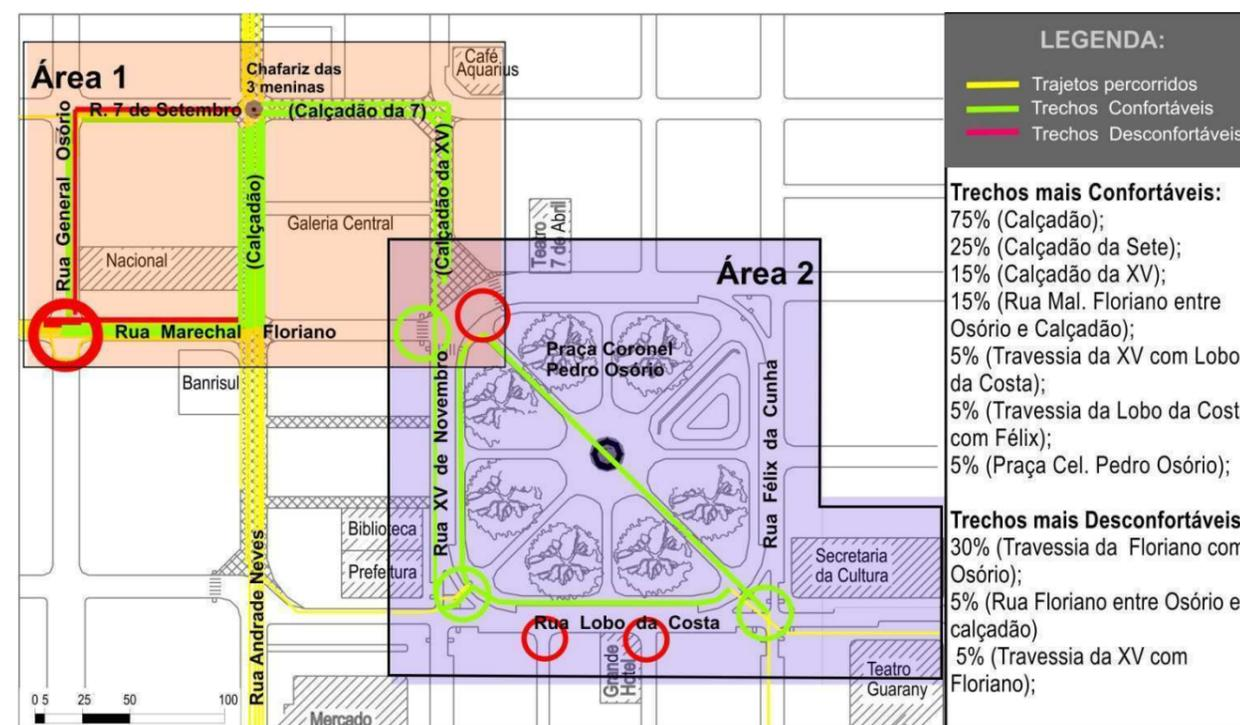 Área 1
Chafariz das
3 meninas
Café
Aquarius
R. 7 de Setembro
(Calçadão da 7)
Rua General Osório
(Calçadão)
(Calçadão da XV)
Galeria Central
Nacional
Teatro
7 de Abril
Rua Marechal Floriano
Banrisul
Área 2
Praça Coronel
Pedro Osório
Rua XV de Novembro
Rua Félix da Cunha
Biblioteca
Prefeitura
Secretaria
da Cultura
Rua Andrade Neves
Rua Lobo da Costa
Grande
Hotel
Teatro
Guarany
Mercado
0 5 25 50 100
LEGENDA:
Trajetos percorridos
Trechos Confortáveis
Trechos Desconfortáveis
Trechos mais Confortáveis:
75% (Calçadão);
25% (Calçadão da Sete);
15% (Calçadão da XV);
15% (Rua Mal. Floriano entre
Osório e Calçadão);
5% (Travessia da XV com Lobo
da Costa);
5% (Travessia da Lobo da Cost
com Félix);
5% (Praça Cel. Pedro Osório);
Trechos mais Desconfortáveis
30% (Travessia da Floriano com
Osório);
5% (Rua Floriano entre Osório e
calçadão)
5% (Travessia da XV com
Floriano);